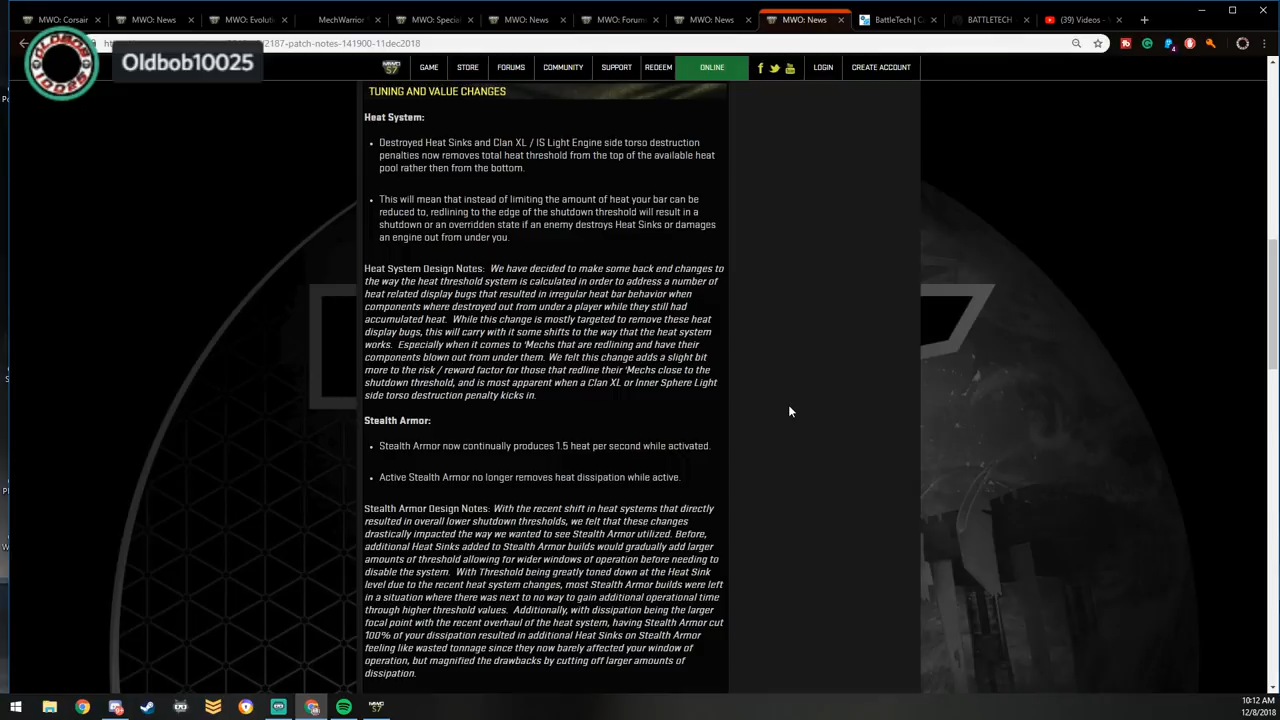 MWO: Corsair
MWO: News
MWO: Evoluti
MechWarrior
MWO: Speci
MWO: News
MWO: Forum
MWO: News
MWO: News
BattleTech | C
BATTLETECH
(39) Videos -
2187-patch-notes-141900-11dec2018
OLDBOB
10025
Oldbob10025
MWO
GAME STORE FORUMS COMMUNITY SUPPORT REDEEM ONLINE LOGIN CREATE ACCOUNT
TUNING AND VALUE CHANGES
Heat System:
• Destroyed Heat Sinks and Clan XL / IS Light Engine side torso destruction
penalties now removes total heat threshold from the top of the available heat
pool rather then from the bottom.
• This will mean that instead of limiting the amount of heat your bar can be
reduced to, redlining to the edge of the shutdown threshold will result in a
shutdown or an overridden state if an enemy destroys Heat Sinks or damages
an engine out from under you.
Heat System Design Notes: We have decided to make some back end changes to
the way the heat threshold system is calculated in order to address a number of
heat related display bugs that resulted in irregular heat bar behavior when
components where destroyed out from under a player while they still had
accumulated heat. While this change is mostly targeted to remove these heat
display bugs, this will carry with it some shifts to the way that the heat system
works. Especially when it comes to 'Mechs that are redlining and have their
components blown out from under them. We felt this change adds a slight bit
more to the risk / reward factor for those that redline their 'Mechs close to the
shutdown threshold, and is most apparent when a Clan XL or Inner Sphere Light
side torso destruction penalty kicks in.
Stealth Armor:
• Stealth Armor now continually produces 1.5 heat per second while activated.
• Active Stealth Armor no longer removes heat dissipation while active.
Stealth Armor Design Notes: With the recent shift in heat systems that directly
resulted in overall lower shutdown thresholds, we felt that these changes
drastically impacted the way we wanted to see Stealth Armor utilized. Before,
additional Heat Sinks added to Stealth Armor builds would gradually add larger
amounts of threshold allowing for wider windows of operation before needing to
disable the system. With Threshold being greatly toned down at the Heat Sink
level due to the recent heat system changes, most Stealth Armor builds were left
in a situation where there was next to no way to gain additional operational time
through higher threshold values. Additionally, with dissipation being the larger
focal point with the recent overhaul of the heat system, having Stealth Armor cut
100% of your dissipation resulted in additional Heat Sinks on Stealth Armor
feeling like wasted tonnage since they now barely affected your window of
operation, but magnified the drawbacks by cutting off larger amounts of
dissipation.
10:12 AM
12/8/2018